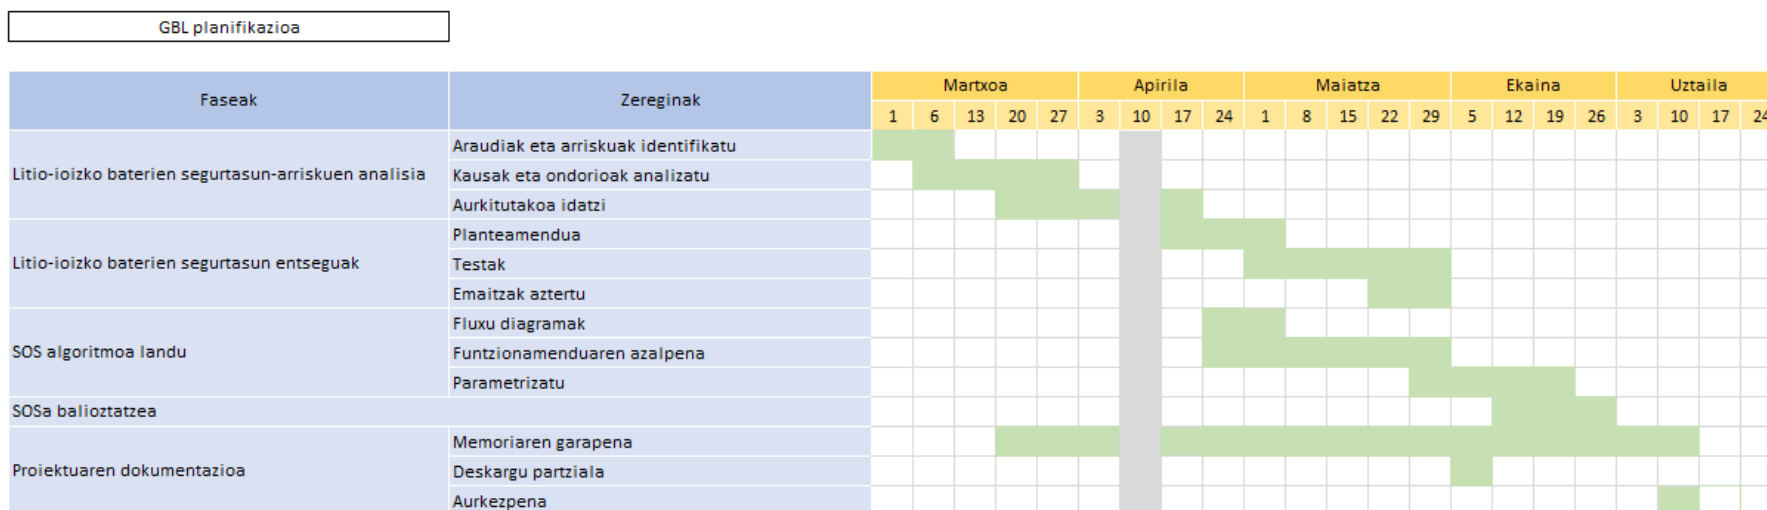 GBL planifikazioa
Faseak Zereginak Martxoa Apirila Maiatza Ekaina Uztaila
1 6 13 20 27 3 10 17 24 1 8 15 22 29 5 12 19 26 3 10 17 24
Litio-ioizko baterien segurtasun-arriskuen analisia
Araudiak eta arriskuak identifikatu
Kausak eta ondorioak analizatu
Aurkitutakoa idatzi
Litio-ioizko baterien segurtasun entseguak
Planteamendua
Testak
Emaitzak aztertu
SOS algoritmoa landu
Fluxu diagramak
Funtzionamenduaren azalpena
Parametrizatu
SOSa balioztatzea
Proiektuaren dokumentazioa
Memoriaren garapena
Deskargu partziala
Aurkezpena